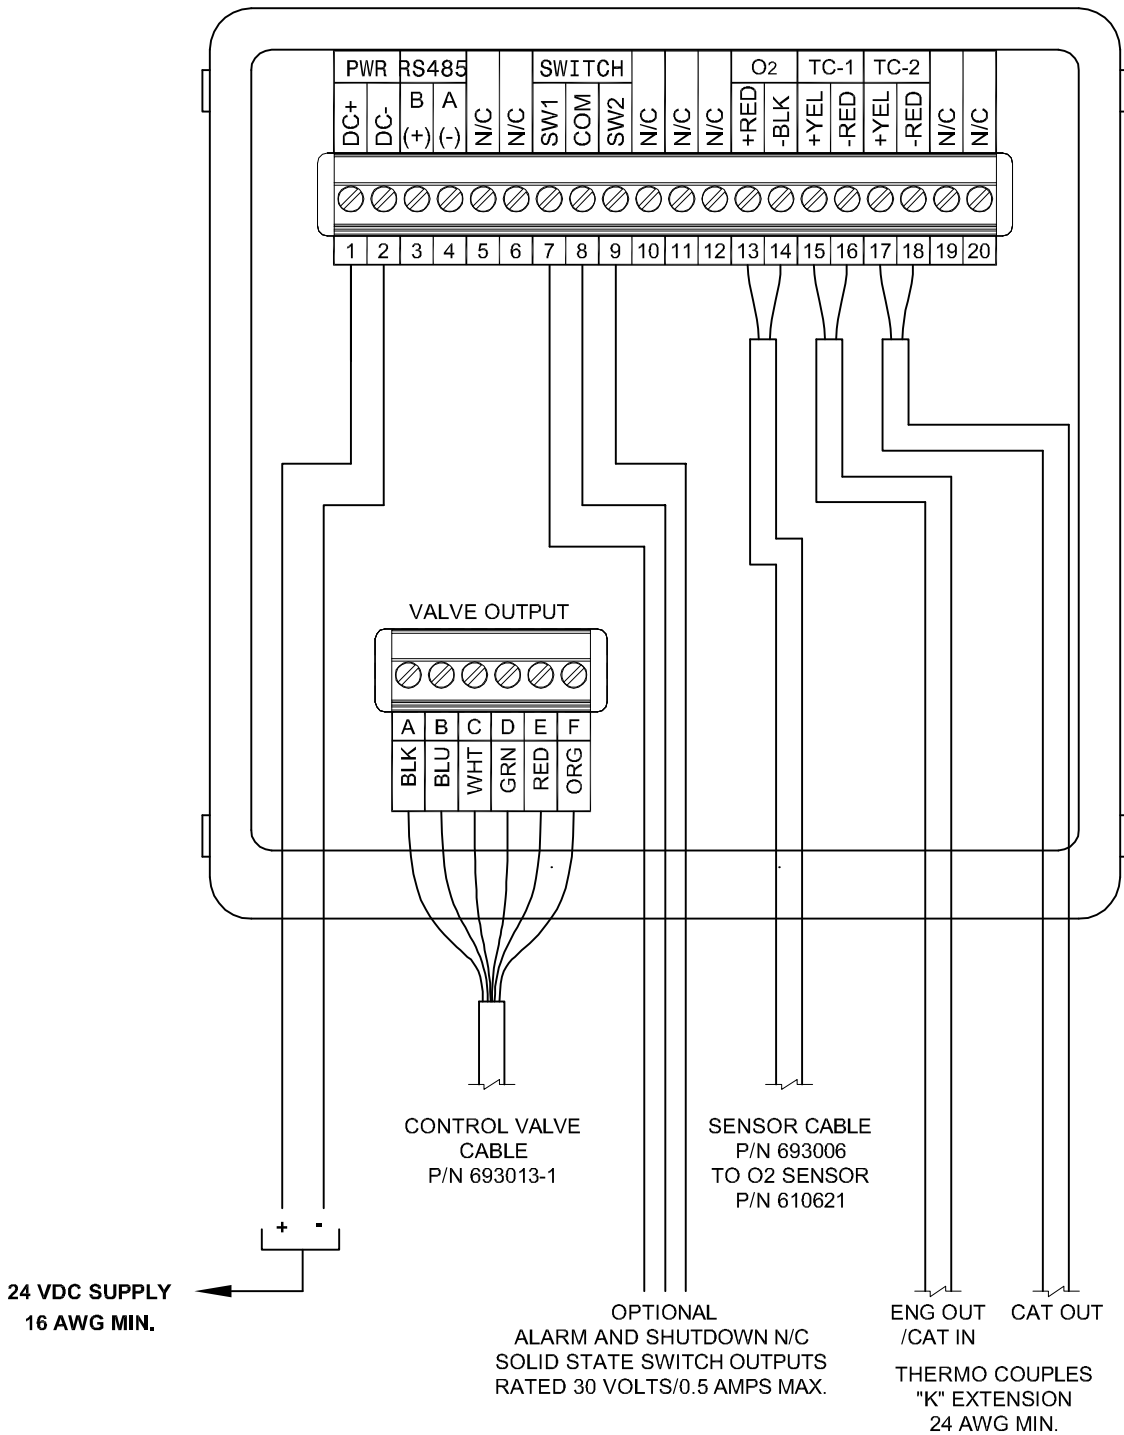 PWR RS485 SWITCH O2 TC-1 TC-2
DC+ DC- B (+) A (-) N/C N/C SW1 COM SW2 N/C N/C N/C +RED -BLK +YEL -RED +YEL -RED N/C N/C
1 2 3 4 5 6 7 8 9 10 11 12 13 14 15 16 17 18 19 20
VALVE OUTPUT
A B C D E F
BLK BLU WHT GRN RED ORG
CONTROL VALVE
CABLE
P/N 693013-1
SENSOR CABLE
P/N 693006
TO O2 SENSOR
P/N 610621
+ -
24 VDC SUPPLY
16 AWG MIN.
OPTIONAL
ALARM AND SHUTDOWN N/C
SOLID STATE SWITCH OUTPUTS
RATED 30 VOLTS/0.5 AMPS MAX.
ENG OUT
/CAT IN
CAT OUT
THERMO COUPLES
"K" EXTENSION
24 AWG MIN.